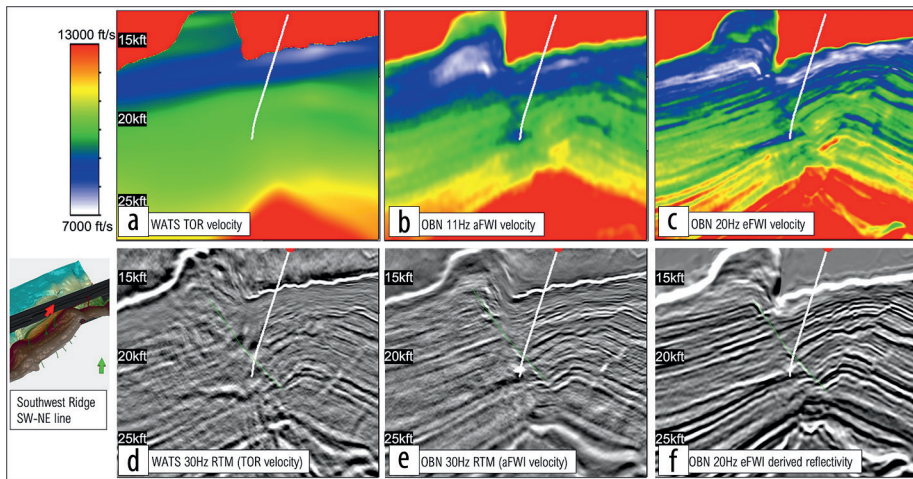 13000 ft/s
7000 ft/s
15kft
20kft
25kft
a WATS TOR velocity
15kft
20kft
25kft
b OBN 11Hz aFWI velocity
15kft
20kft
25kft
c OBN 20Hz eFWI velocity
Southwest Ridge
SW-NE line
15kft
20kft
25kft
d WATS 30Hz RTM (TOR velocity)
15kft
20kft
25kft
e OBN 30Hz RTM (aFWI velocity)
15kft
20kft
25kft
f OBN 20Hz eFWI derived reflectivity